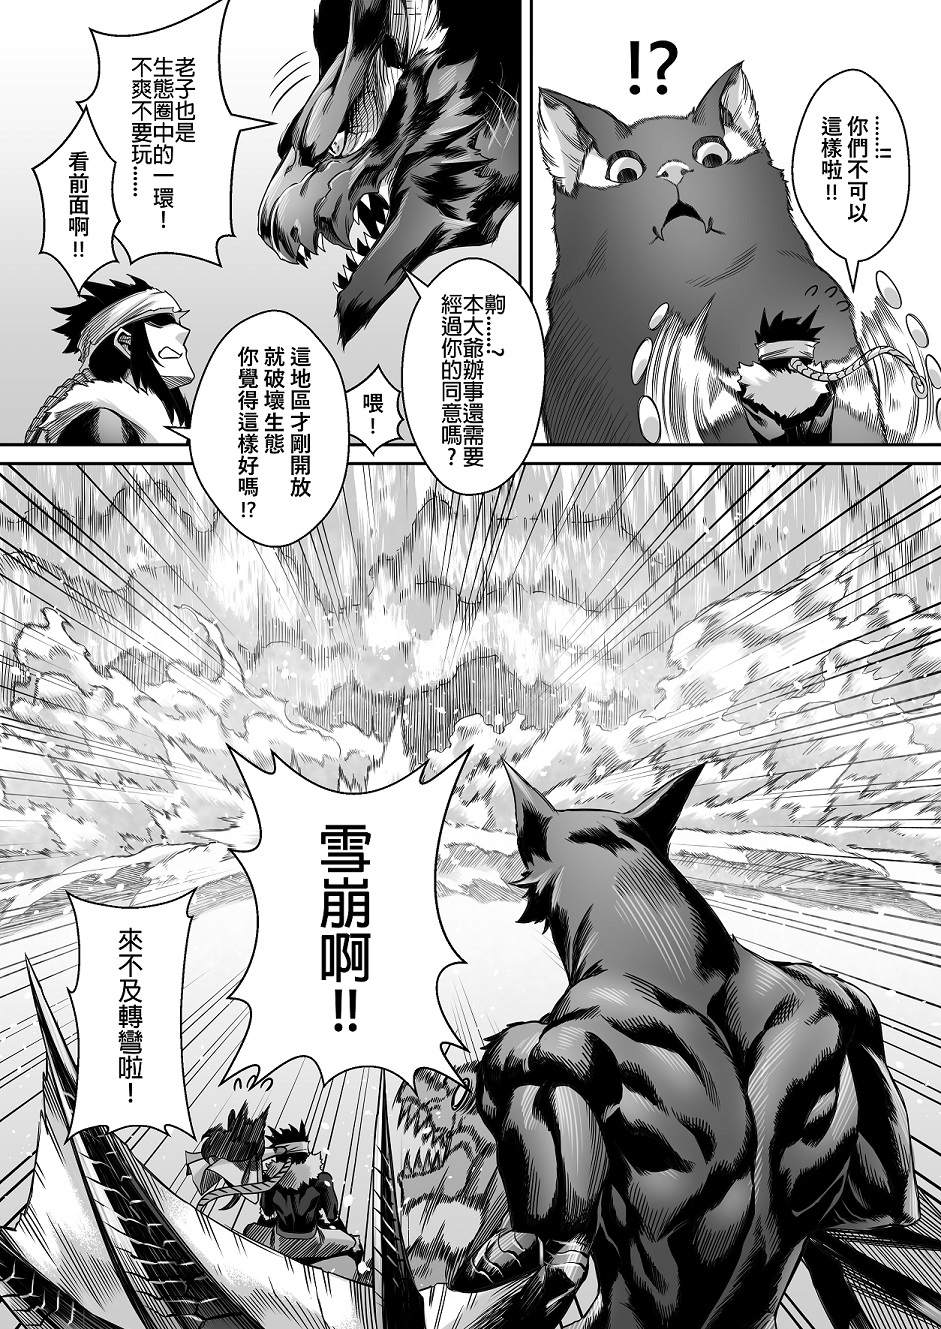 !?
……!!
你們不可以
這樣啦!!
齁……?
本大爺辦事還需要
經過你的同意嗎?
喂!
這地區才剛開放
就破壞生態
你覺得這樣好嗎!?
老子也是
生態圈中的一環!
不爽不要玩……
看前面啊!!
雪崩啊!!
來不及轉彎啦!